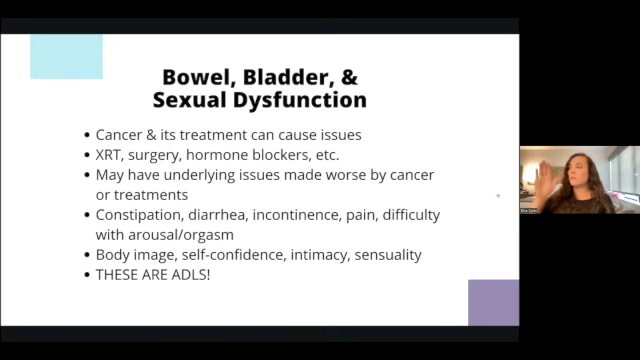 Bowel, Bladder, &
Sexual Dysfunction
• Cancer & its treatment can cause issues
• XRT, surgery, hormone blockers, etc.
• May have underlying issues made worse by cancer
or treatments
• Constipation, diarrhea, incontinence, pain, difficulty
with arousal/orgasm
• Body image, self-confidence, intimacy, sensuality
• THESE ARE ADLS!